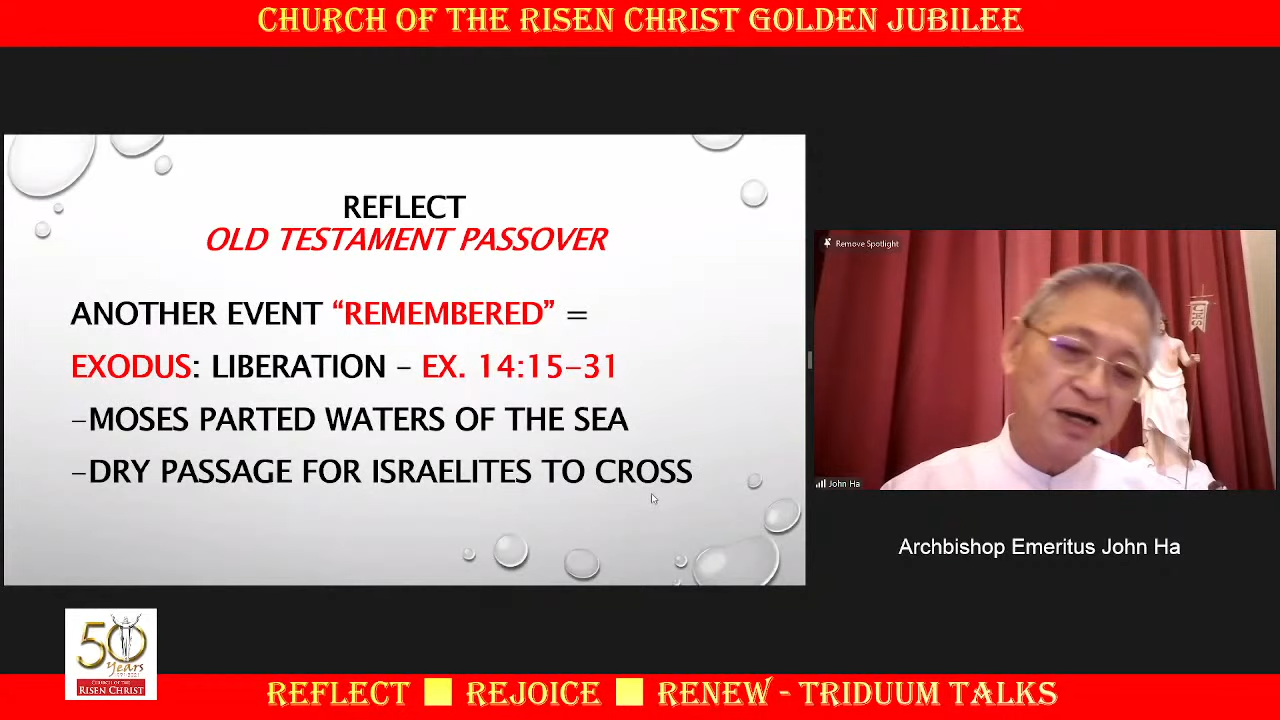 CHURCH OF THE RISEN CHRIST GOLDEN JUBILEE
REFLECT
OLD TESTAMENT PASSOVER
ANOTHER EVENT “REMEMBERED” =
EXODUS: LIBERATION – EX. 14:15–31
–MOSES PARTED WATERS OF THE SEA
–DRY PASSAGE FOR ISRAELITES TO CROSS
Remove Spotlight
IHS
John Ha
Archbishop Emeritus John Ha
50
Years
CHURCH OF THE
RISEN CHRIST
REFLECT REJOICE RENEW - TRIDUUM TALKS